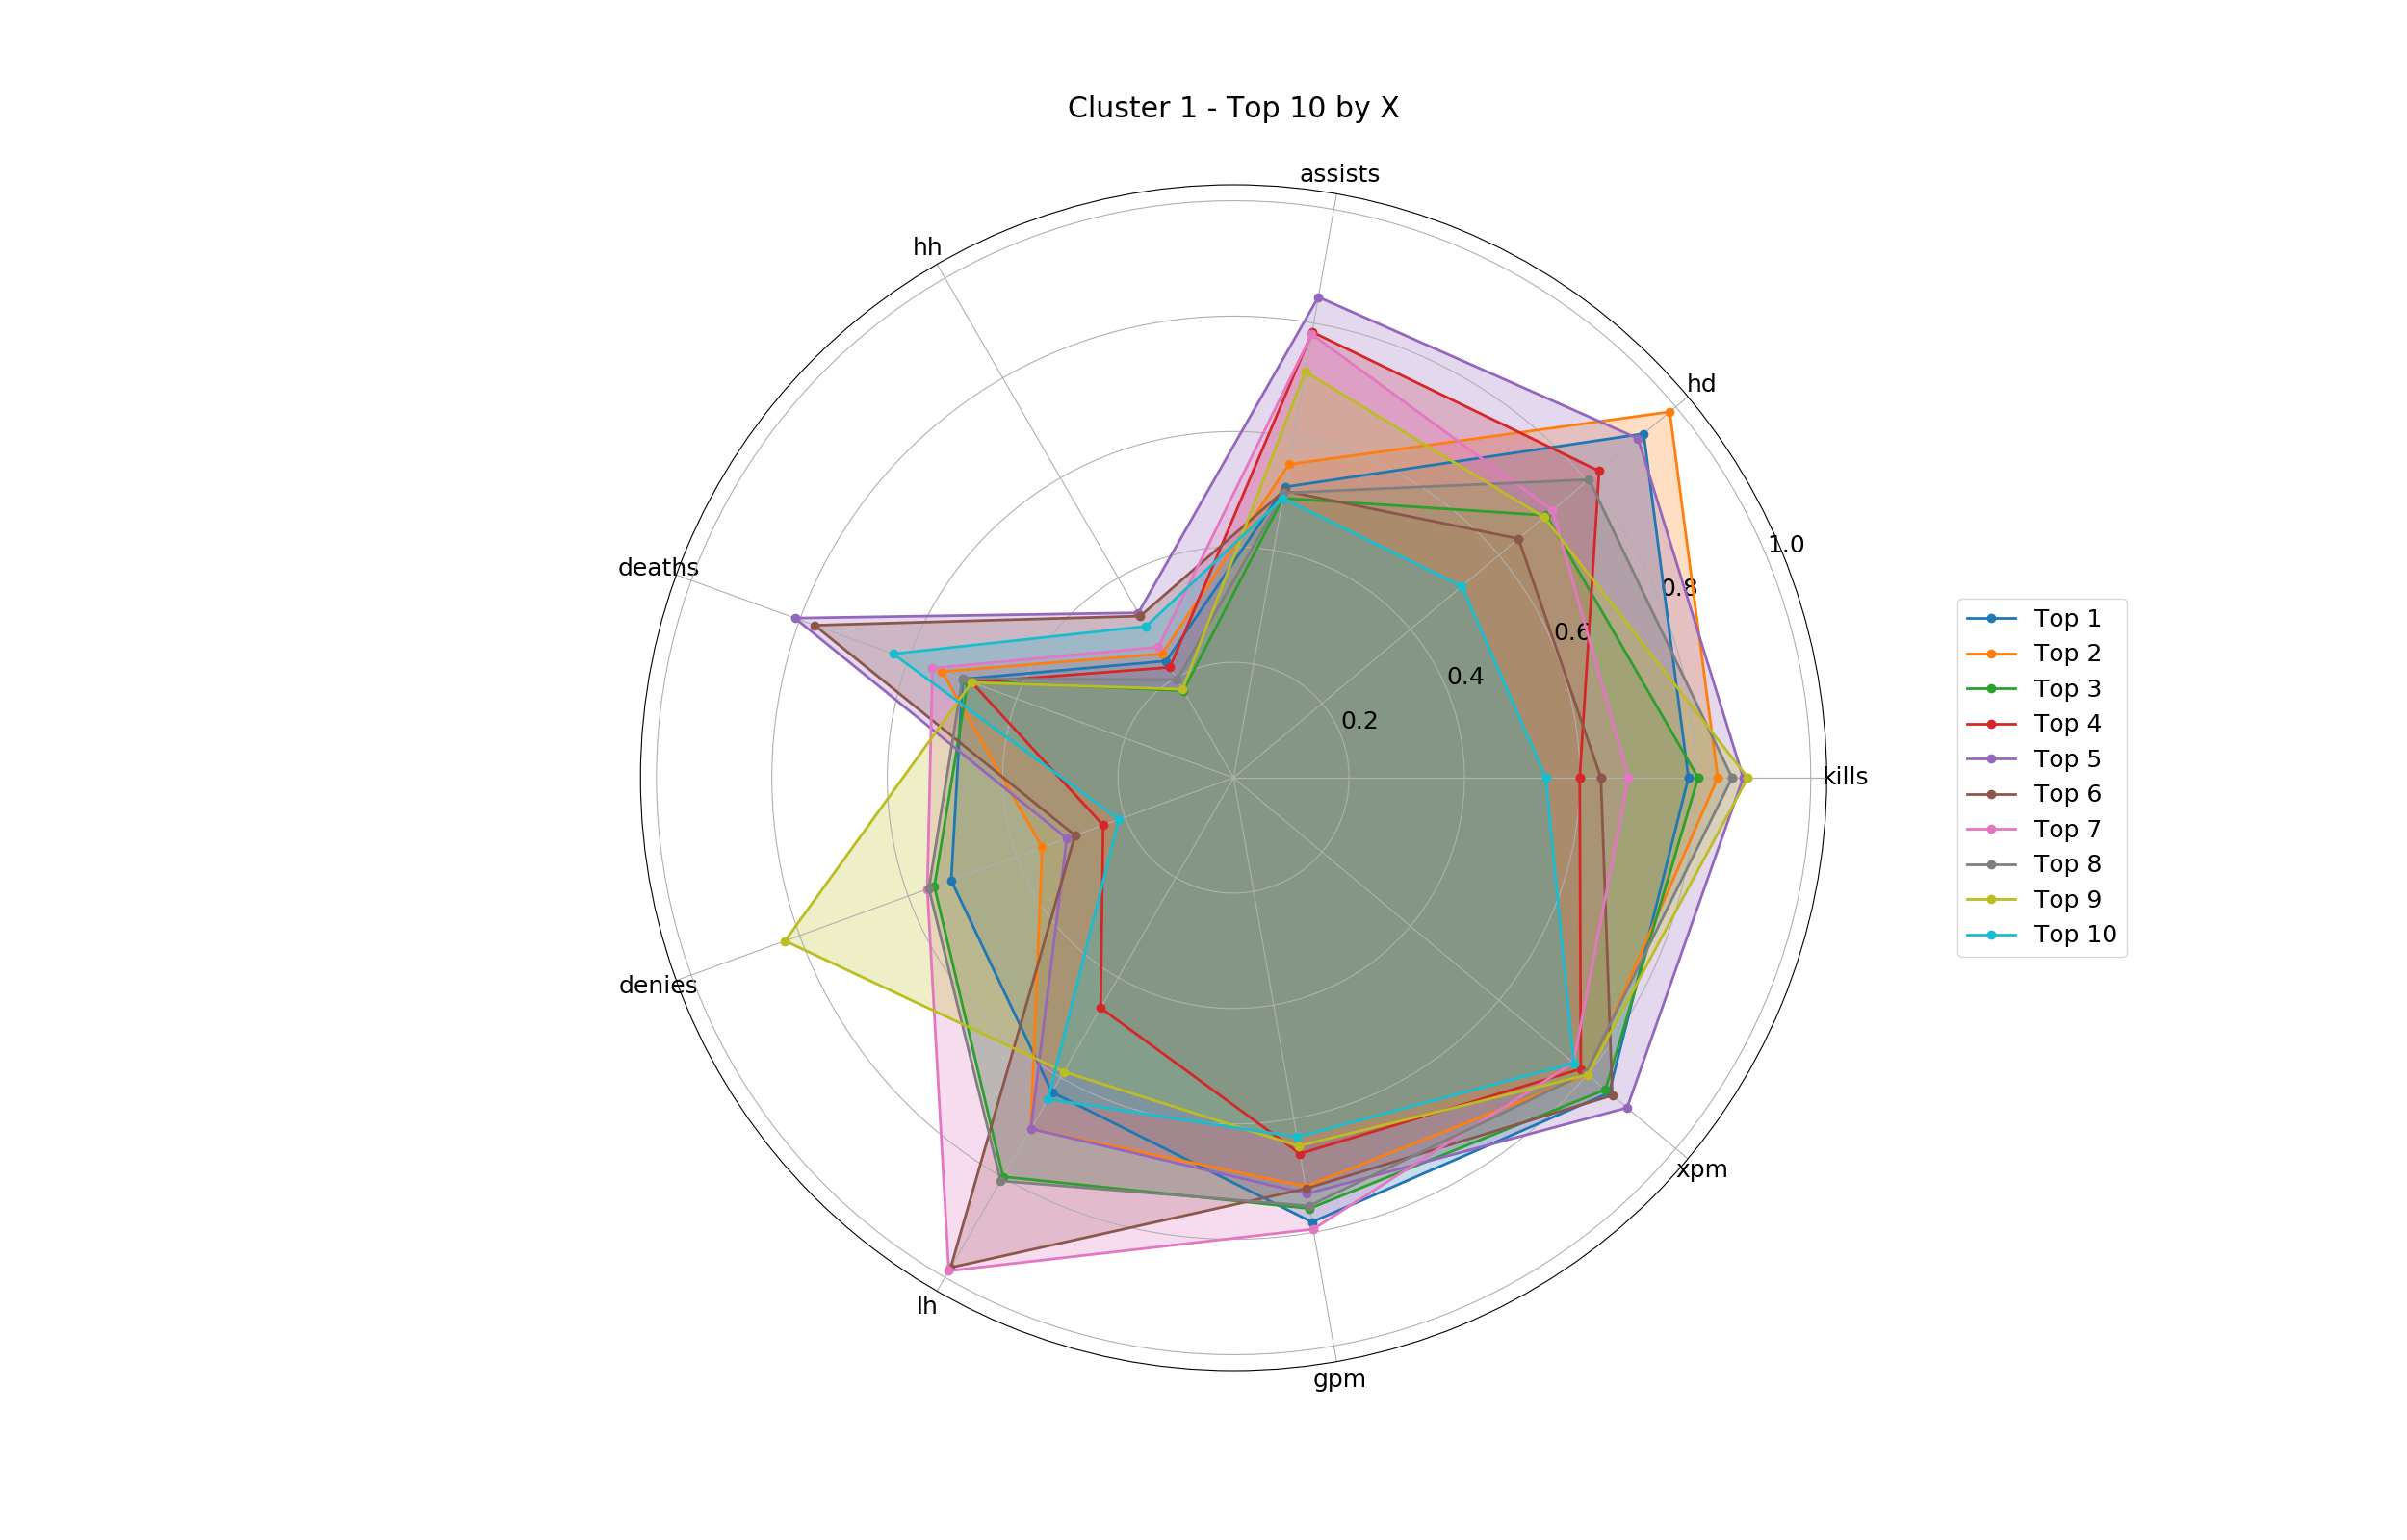 Cluster 1 - Top 10 by X
assists
hh
hd
deaths
1.0
0.8
0.6
0.4
0.2
kills
denies
xpm
lh
gpm
Top 1
Top 2
Top 3
Top 4
Top 5
Top 6
Top 7
Top 8
Top 9
Top 10